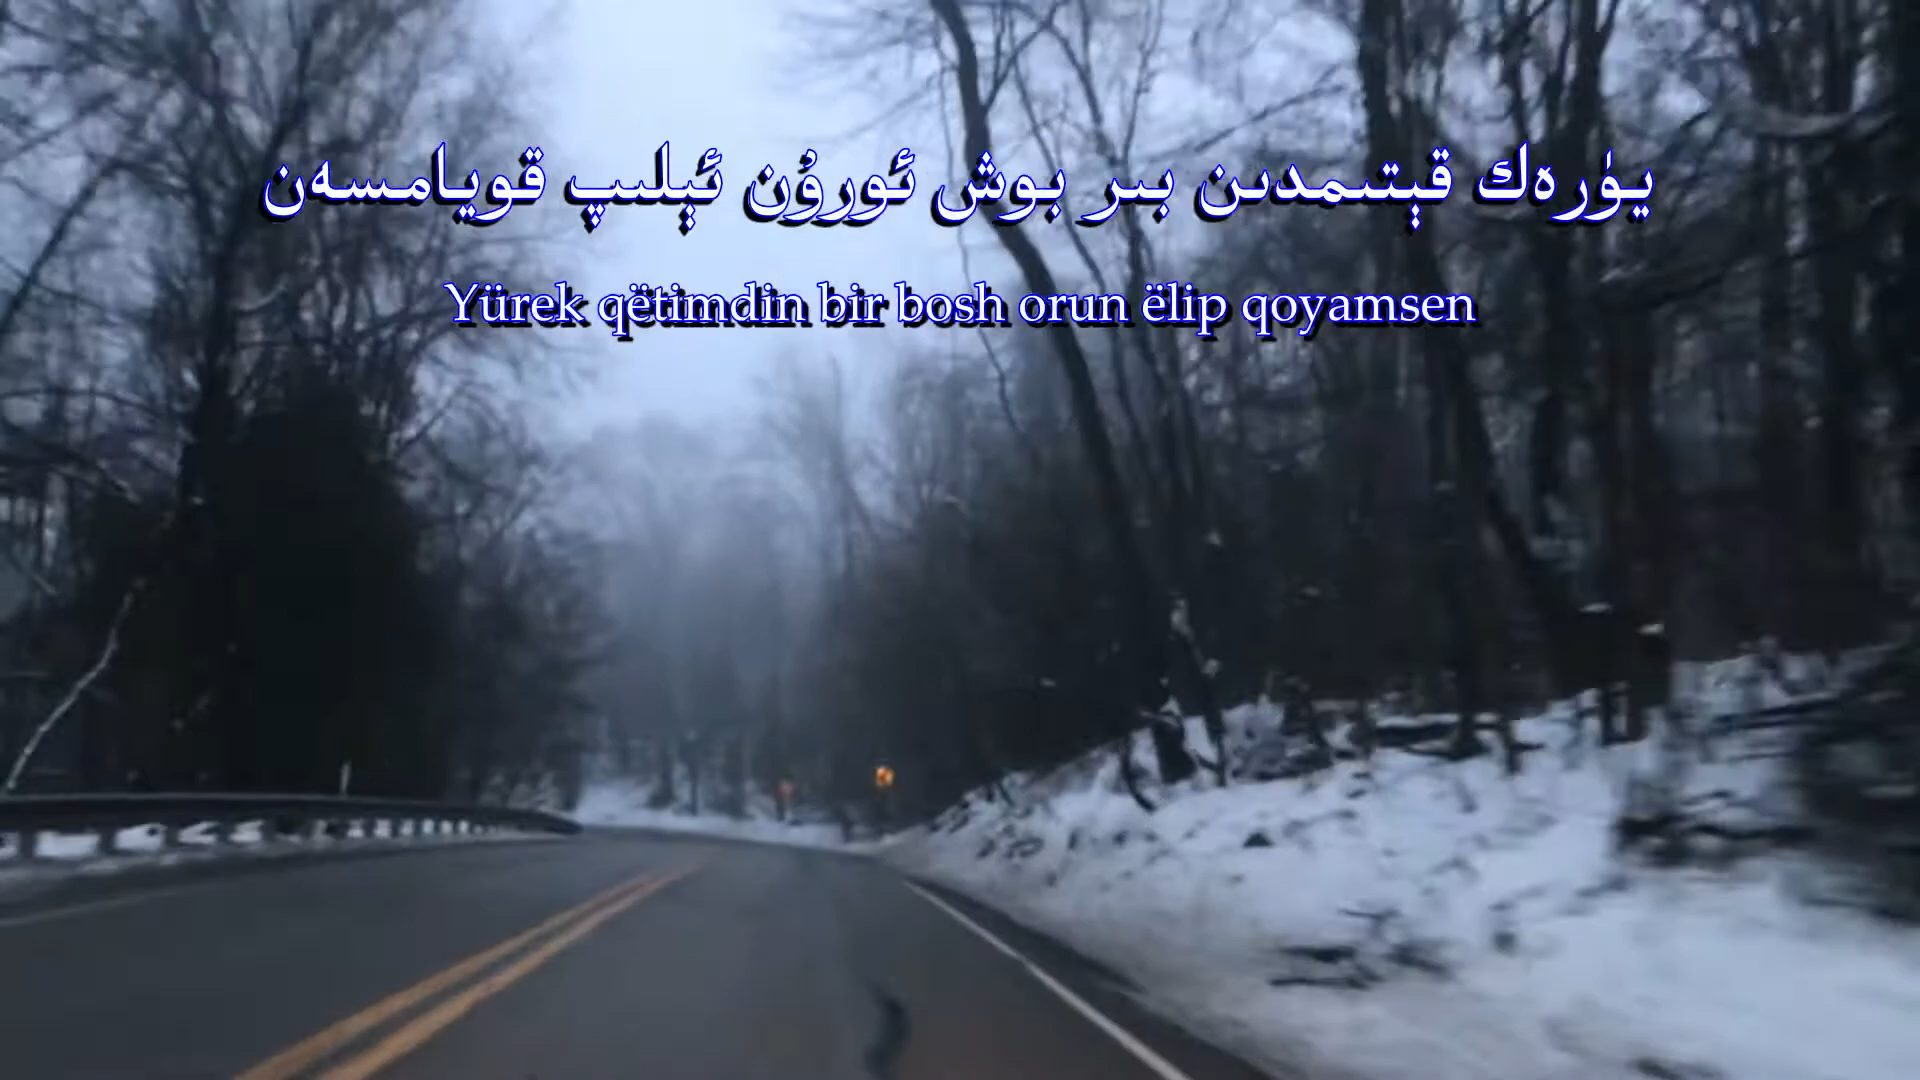 يۈرەك قېتىمدىن بىر بوش ئورۇن ئېلىپ قويامسەن
Yürek qëtimdin bir bosh orun ëlip qoyamsen